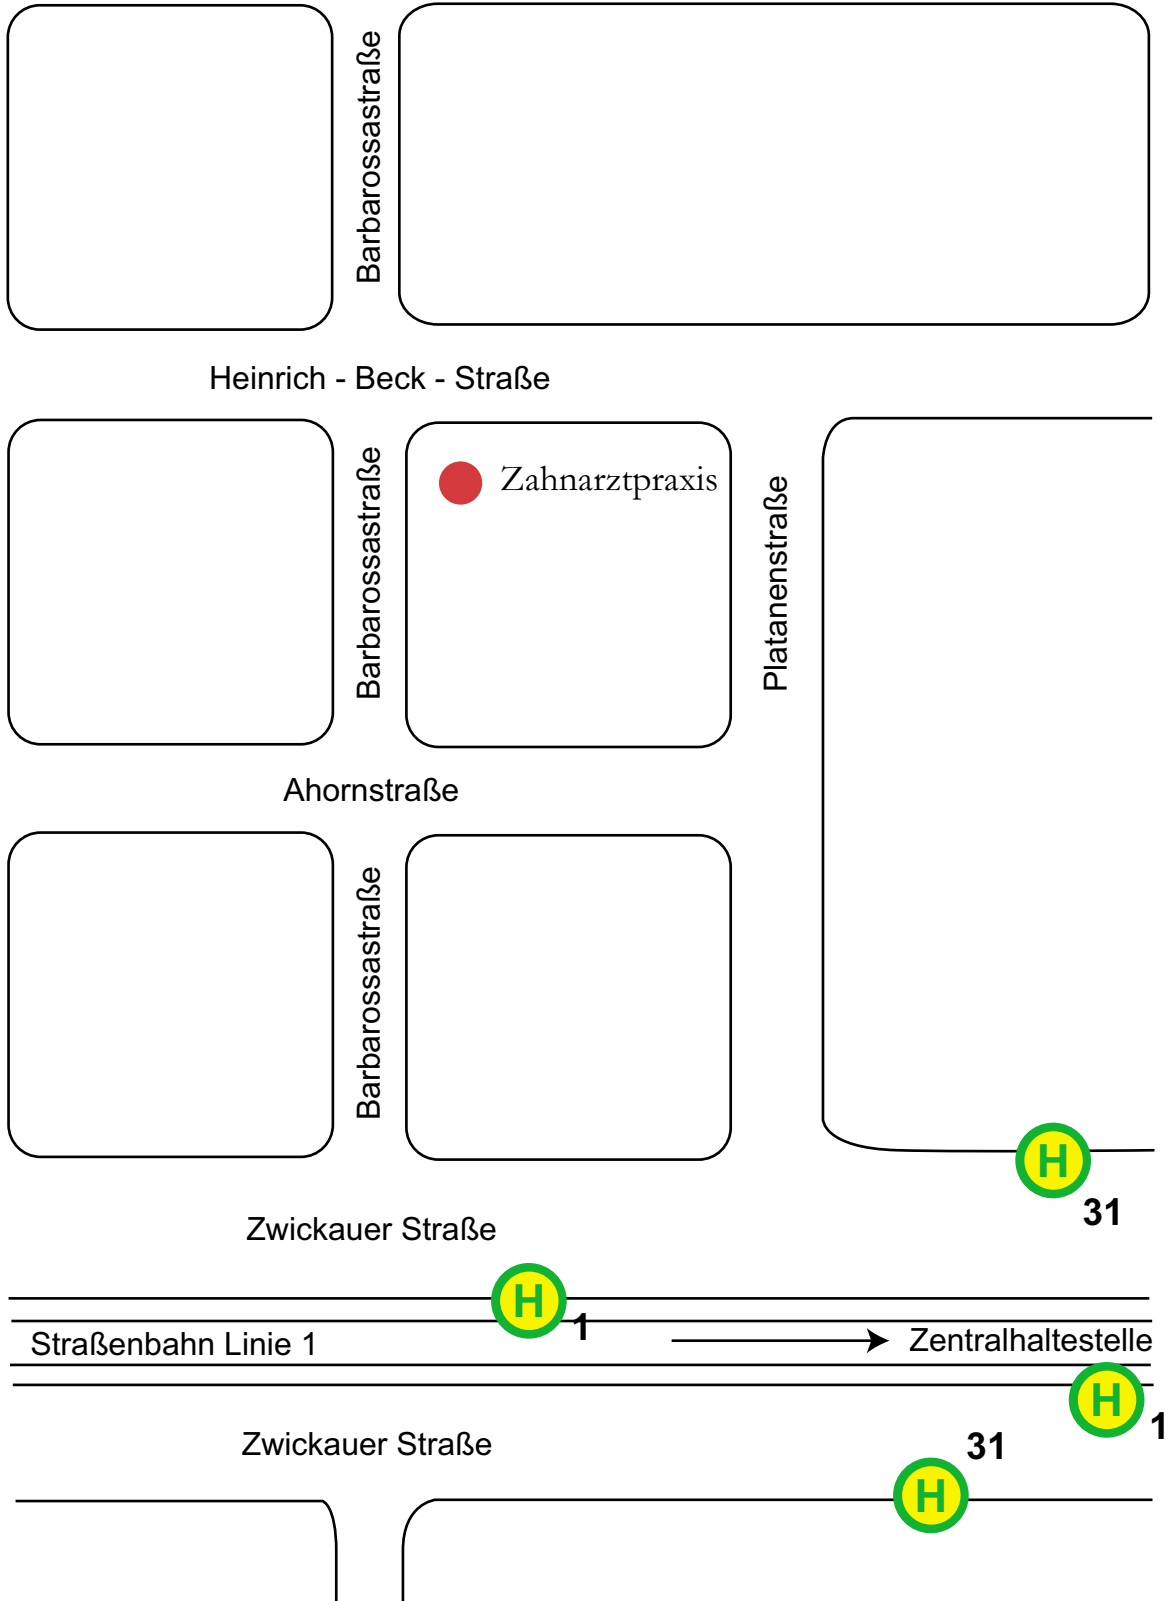 Barbarossastraße
Heinrich - Beck - Straße
Barbarossastraße
Zahnarztpraxis
Platanenstraße
Ahornstraße
Barbarossastraße
H
31
Zwickauer Straße
H
1
Straßenbahn Linie 1
Zentralhaltestelle
H
1
Zwickauer Straße
31
H